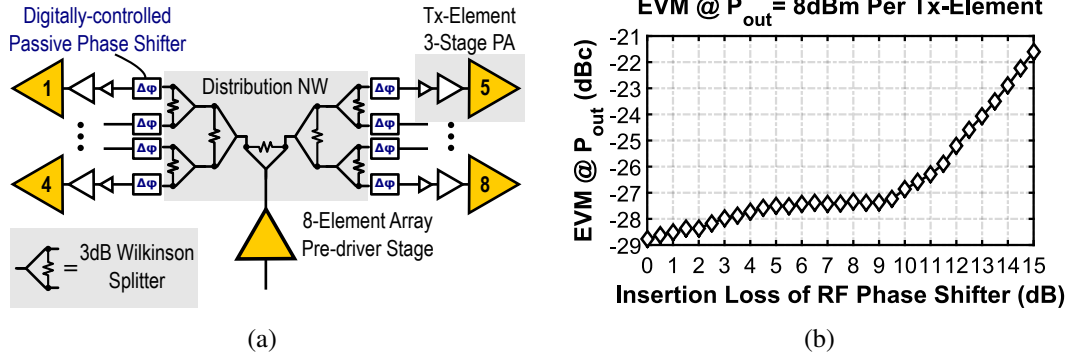 Digitally-controlled
Passive Phase Shifter
Tx-Element
3-Stage PA
Distribution NW
1
Δφ
Δφ
5
Δφ
Δφ
Δφ
Δφ
4
Δφ
Δφ
8
8-Element Array
Pre-driver Stage
= 3dB Wilkinson
Splitter
(a)
EVM @ Pout= 8dBm Per Tx-Element
EVM @ Pout (dBc)
-21
-22
-23
-24
-25
-26
-27
-28
-29
0 1 2 3 4 5 6 7 8 9 10 11 12 13 14 15
Insertion Loss of RF Phase Shifter (dB)
(b)